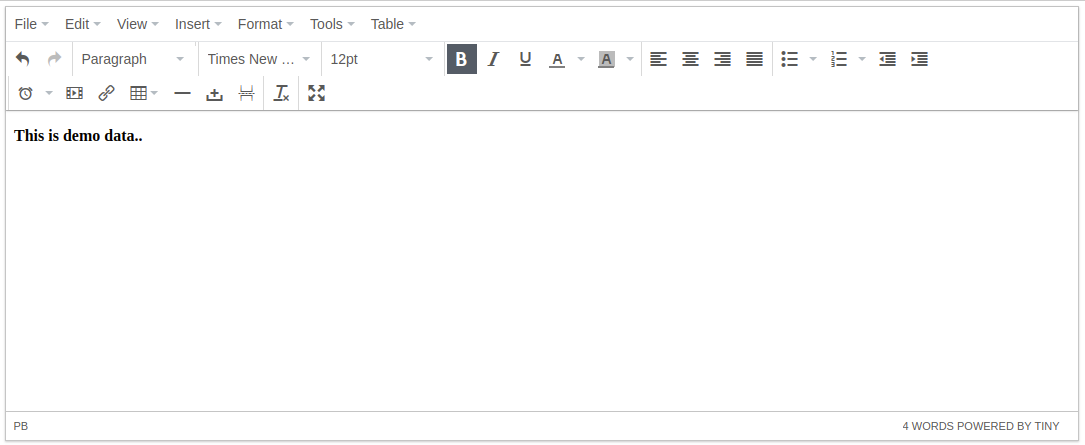 File Edit View Insert Format Tools Table
Paragraph Times New ... 12pt B I U A A
This is demo data..
PB 4 WORDS POWERED BY TINY